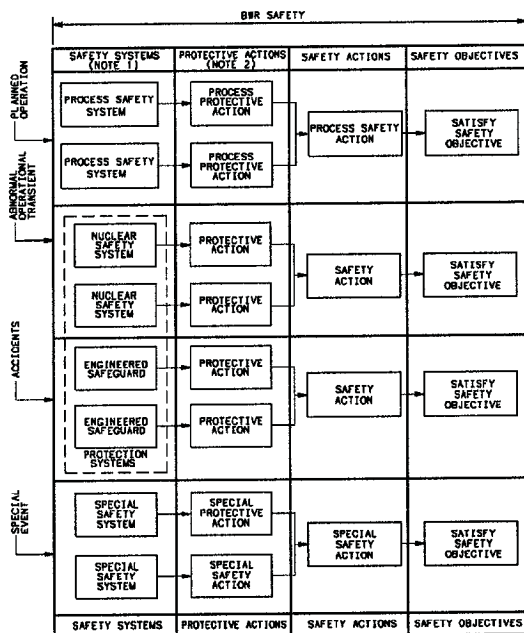 BWR SAFETY
SAFETY SYSTEMS
(NOTE 1)
PROTECTIVE ACTIONS
(NOTE 2)
SAFETY ACTIONS
SAFETY OBJECTIVES
PLANNED
OPERATION
PROCESS SAFETY
SYSTEM
PROCESS
PROTECTIVE
ACTION
PROCESS SAFETY
ACTION
SATISFY
SAFETY
OBJECTIVE
PROCESS SAFETY
SYSTEM
PROCESS
PROTECTIVE
ACTION
ABNORMAL
OPERATIONAL
TRANSIENT
NUCLEAR
SAFETY
SYSTEM
PROTECTIVE
ACTION
SAFETY
ACTION
SATISFY
SAFETY
OBJECTIVE
NUCLEAR
SAFETY
SYSTEM
PROTECTIVE
ACTION
ACCIDENTS
ENGINEERED
SAFEGUARD
PROTECTIVE
ACTION
SAFETY
ACTION
SATISFY
SAFETY
OBJECTIVE
ENGINEERED
SAFEGUARD
PROTECTIVE
ACTION
PROTECTION
SYSTEMS
SPECIAL
EVENT
SPECIAL
SAFETY
SYSTEM
SPECIAL
PROTECTIVE
ACTION
SPECIAL
SAFETY
ACTION
SATISFY
SAFETY
OBJECTIVE
SPECIAL
SAFETY
SYSTEM
SPECIAL
SAFETY
ACTION
SAFETY SYSTEMS
PROTECTIVE ACTIONS
SAFETY ACTIONS
SAFETY OBJECTIVES